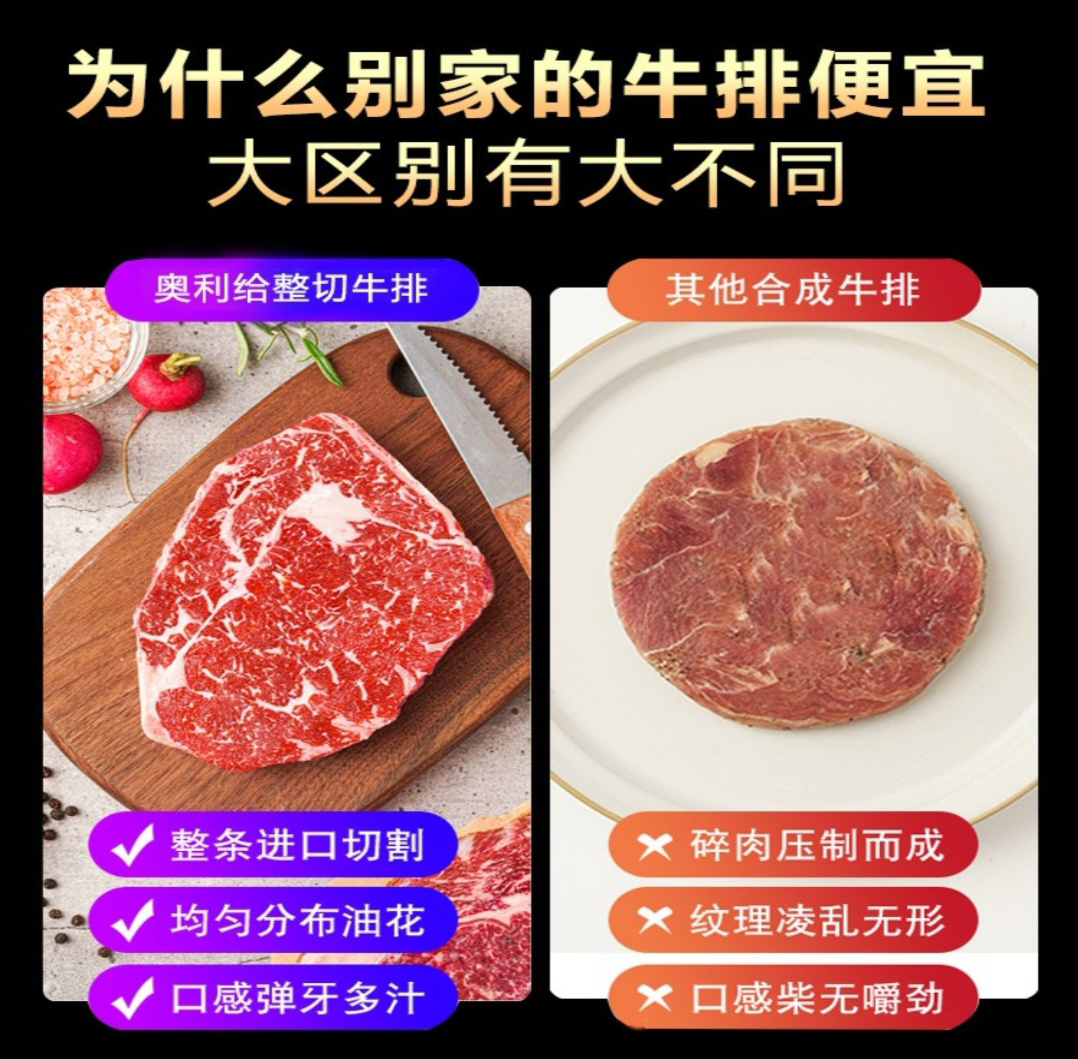 为什么别家的牛排便宜
大区别有大不同
奥利给整切牛排
其他合成牛排
整条进口切割
均匀分布油花
口感弹牙多汁
碎肉压制而成
纹理凌乱无形
口感柴无嚼劲